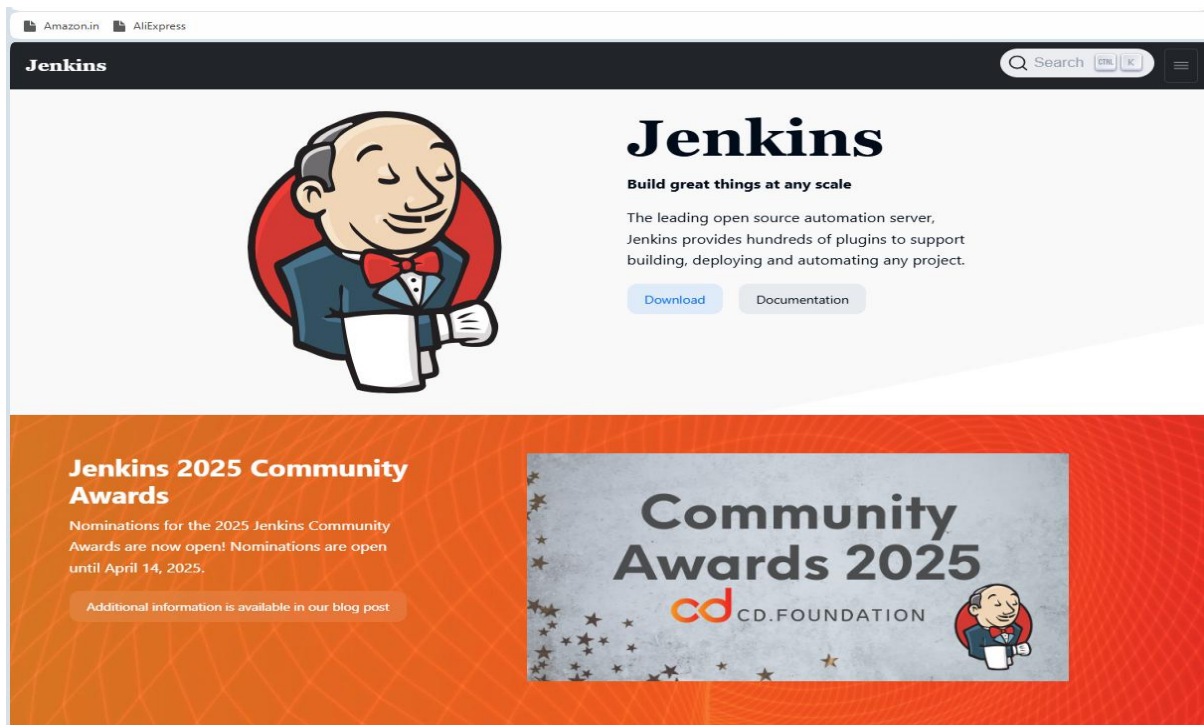 Amazon.in AliExpress
Jenkins
Search CTRL K
Jenkins
Build great things at any scale
The leading open source automation server,
Jenkins provides hundreds of plugins to support
building, deploying and automating any project.
Download Documentation
Jenkins 2025 Community
Awards
Nominations for the 2025 Jenkins Community
Awards are now open! Nominations are open
until April 14, 2025.
Additional information is available in our blog post
Community
Awards 2025
cd CD.FOUNDATION